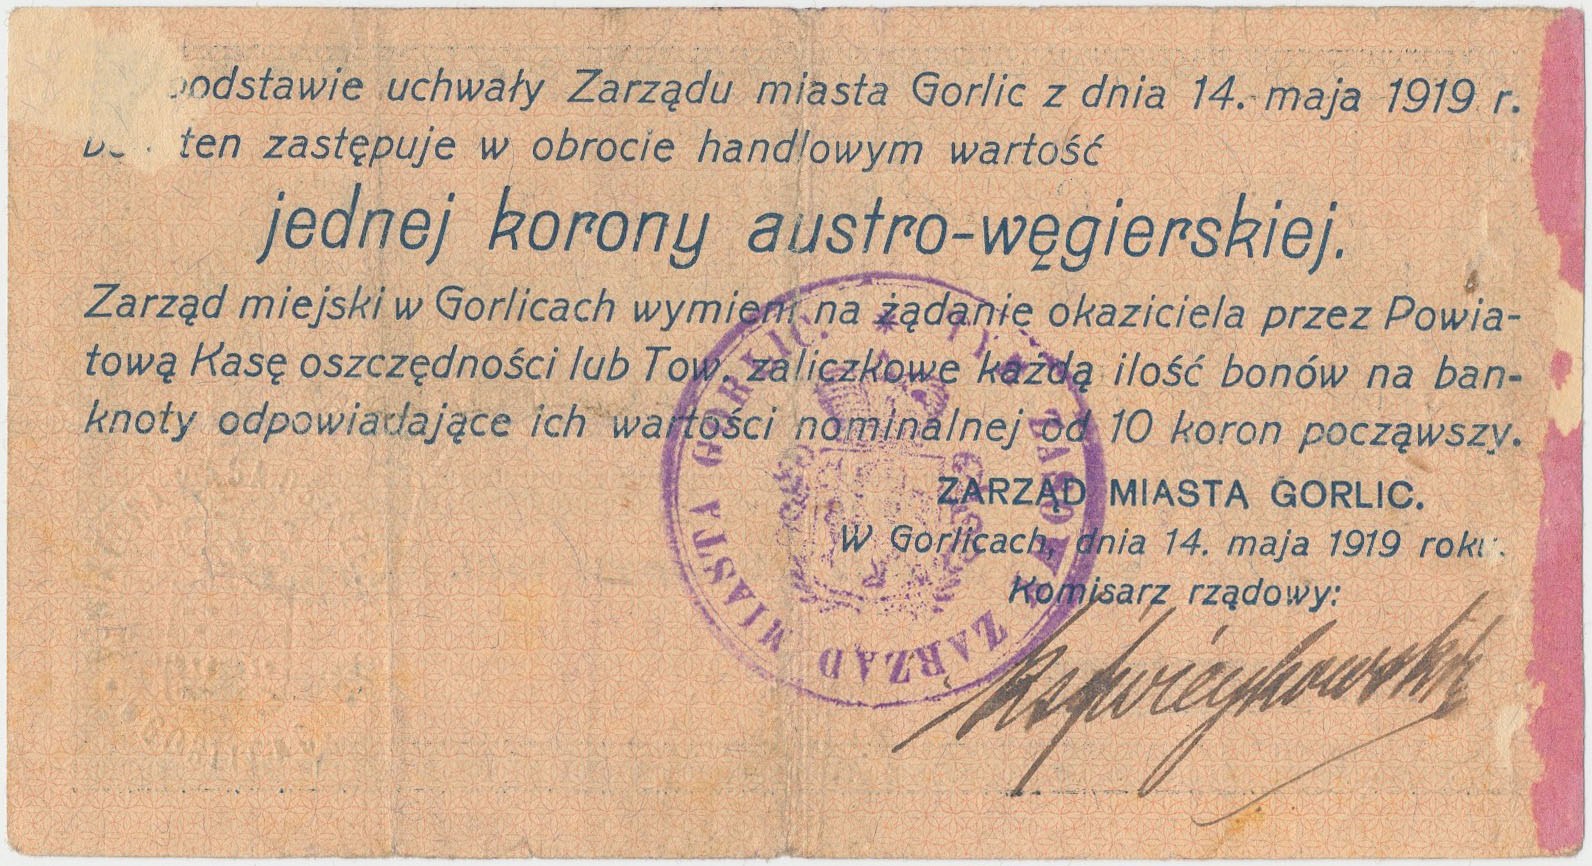 podstawie uchwały Zarządu miasta Gorlic z dnia 14. maja 1919 r.
ten zastępuje w obrocie handlowym wartość
jednej korony austro-węgierskiej.
Zarząd miejski w Gorlicach wymieni na żądanie okaziciela przez Powia-
tową Kasę oszczędności lub Tow. zaliczkowe każdą ilość bonów na ban-
knoty odpowiadające ich wartości nominalnej od 10 koron począwszy.
ZARZĄD MIASTA GORLIC.
W Gorlicach, dnia 14. maja 1919 roku.
Komisarz rządowy:
ZARZĄD MIASTA GORLIC.